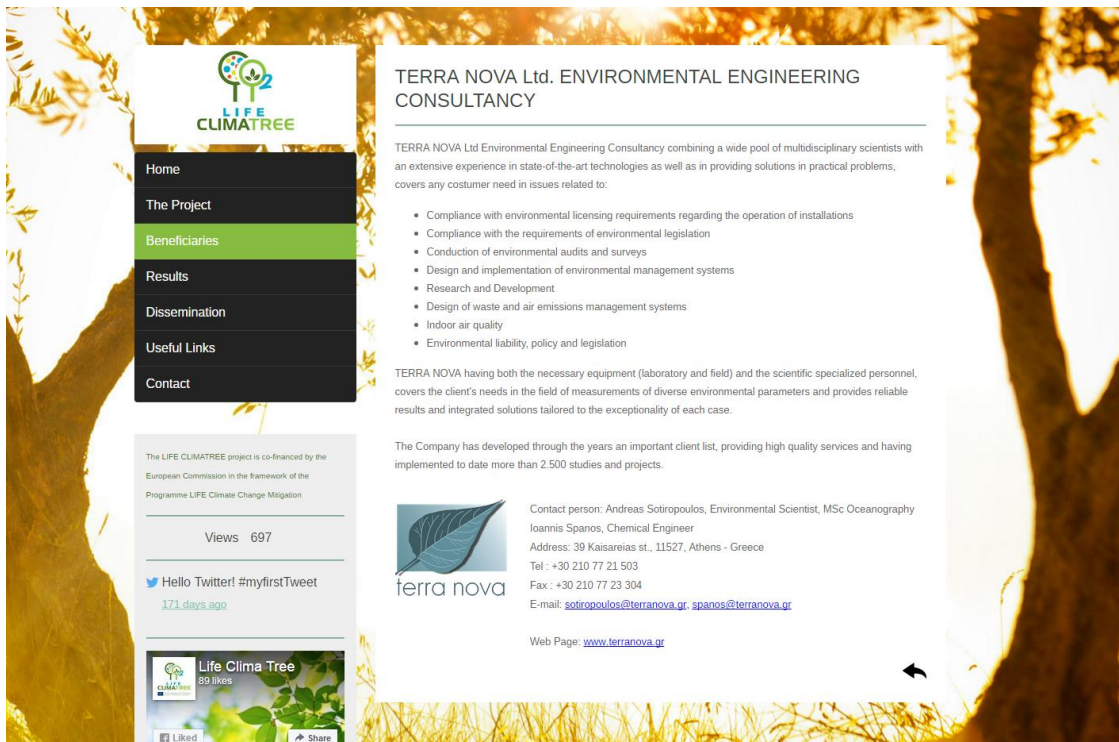 LIFE
CLIMATREE
2
Home
The Project
Beneficiaries
Results
Dissemination
Useful Links
Contact
The LIFE CLIMATREE project is co-financed by the
European Commission in the framework of the
Programme LIFE Climate Change Mitigation
Views 697
Hello Twitter! #myfirstTweet
171 days ago
LIFE
CLIMATREE
Life Clima Tree
89 likes
Liked
Share
TERRA NOVA Ltd. ENVIRONMENTAL ENGINEERING
CONSULTANCY
TERRA NOVA Ltd Environmental Engineering Consultancy combining a wide pool of multidisciplinary scientists with
an extensive experience in state-of-the-art technologies as well as in providing solutions in practical problems,
covers any costumer need in issues related to:
Compliance with environmental licensing requirements regarding the operation of installations
Compliance with the requirements of environmental legislation
Conduction of environmental audits and surveys
Design and implementation of environmental management systems
Research and Development
Design of waste and air emissions management systems
Indoor air quality
Environmental liability, policy and legislation
TERRA NOVA having both the necessary equipment (laboratory and field) and the scientific specialized personnel,
covers the client's needs in the field of measurements of diverse environmental parameters and provides reliable
results and integrated solutions tailored to the exceptionality of each case.
The Company has developed through the years an important client list, providing high quality services and having
implemented to date more than 2.500 studies and projects.
terra nova
Contact person: Andreas Sotiropoulos, Environmental Scientist, MSc Oceanography
Ioannis Spanos, Chemical Engineer
Address: 39 Kaisareias st., 11527, Athens - Greece
Tel : +30 210 77 21 503
Fax : +30 210 77 23 304
E-mail: sotiropoulos@terranova.gr, spanos@terranova.gr
Web Page: www.terranova.gr